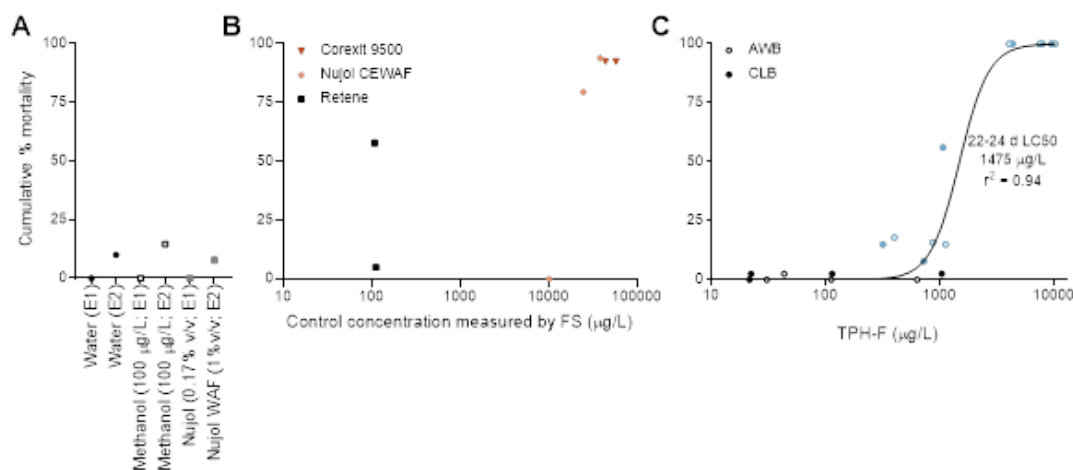 A
Cumulative % mortality
100
75
50
25
0
Water (E1)
Water (E2)
Methanol (100 µg/L; E1)
Methanol (100 µg/L; E2)
Nujol (0.17% v/v; E1)
Nujol WAF (1%v/v; E2)
B
100
75
50
25
0
Corexit 9500
Nujol CEWAF
Retene
10
100
1000
10000
100000
Control concentration measured by FS (µg/L)
C
100
75
50
25
0
AWB
CLB
22-24 d LC50
1475 µg/L
r² = 0.94
10
100
1000
10000
TPH-F (µg/L)